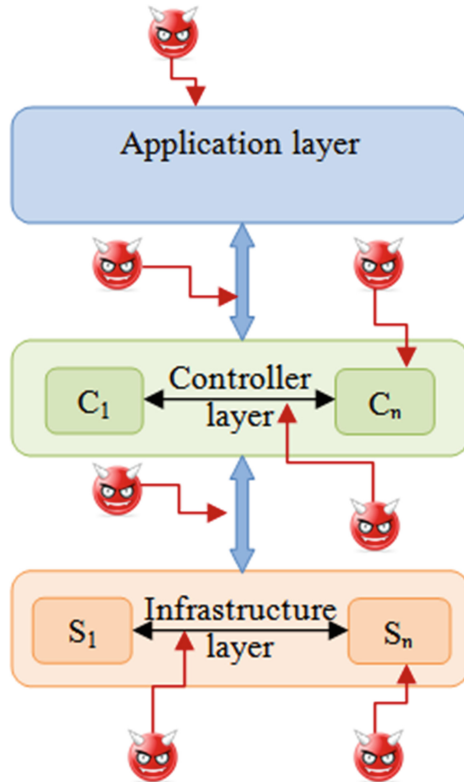 Application layer
Controller
C₁
layer
Cₙ
Infrastructure
S₁
layer
Sₙ